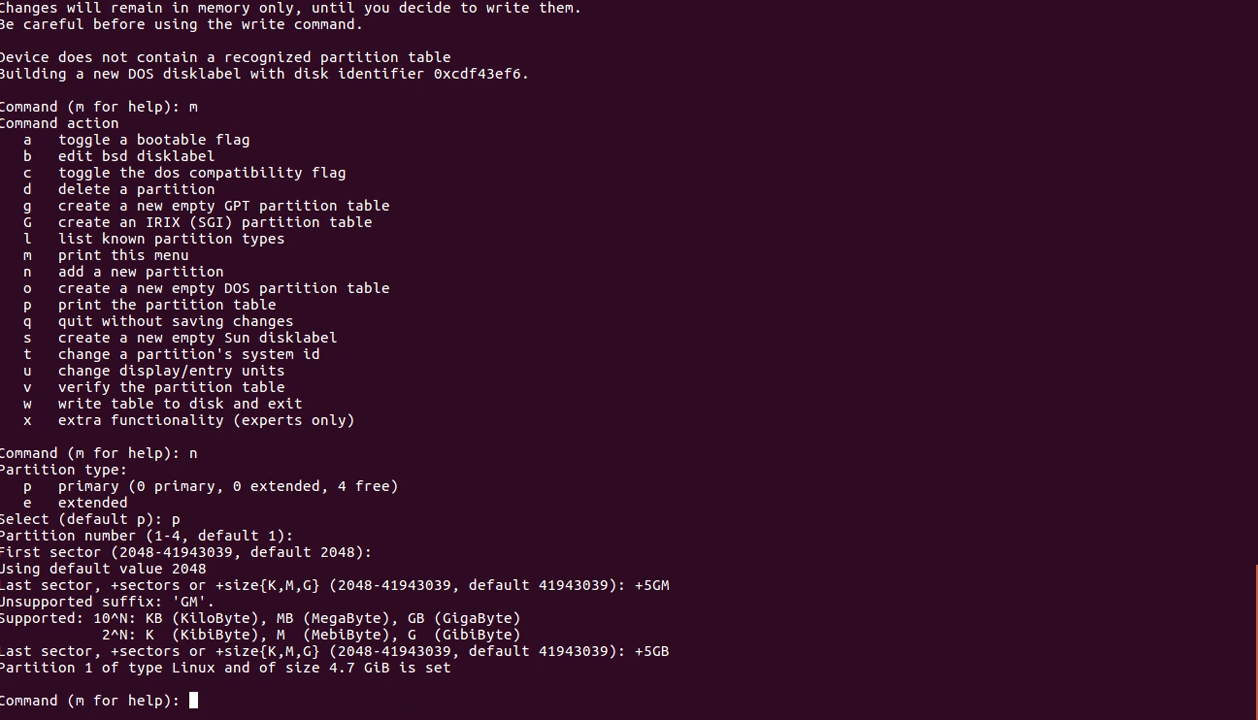 Changes will remain in memory only, until you decide to write them.
Be careful before using the write command.
Device does not contain a recognized partition table
Building a new DOS disklabel with disk identifier 0xcdf43ef6.
Command (m for help): m
Command action
a   toggle a bootable flag
b   edit bsd disklabel
c   toggle the dos compatibility flag
d   delete a partition
g   create a new empty GPT partition table
G   create an IRIX (SGI) partition table
l   list known partition types
m   print this menu
n   add a new partition
o   create a new empty DOS partition table
p   print the partition table
q   quit without saving changes
s   create a new empty Sun disklabel
t   change a partition's system id
u   change display/entry units
v   verify the partition table
w   write table to disk and exit
x   extra functionality (experts only)
Command (m for help): n
Partition type:
p   primary (0 primary, 0 extended, 4 free)
e   extended
Select (default p): p
Partition number (1-4, default 1):
First sector (2048-41943039, default 2048):
Using default value 2048
Last sector, +sectors or +size{K,M,G} (2048-41943039, default 41943039): +5GM
Unsupported suffix: 'GM'.
Supported: 10^N: KB (KiloByte), MB (MegaByte), GB (GigaByte)
2^N: K  (KibiByte), M  (MebiByte), G  (GibiByte)
Last sector, +sectors or +size{K,M,G} (2048-41943039, default 41943039): +5GB
Partition 1 of type Linux and of size 4.7 GiB is set
Command (m for help):